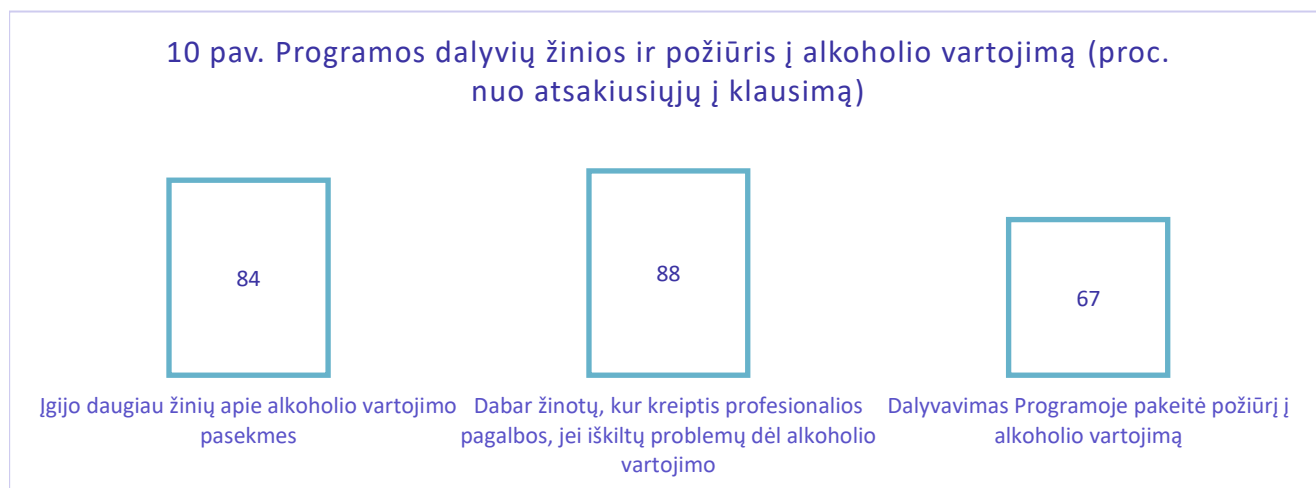 10 pav. Programos dalyvių žinios ir požiūris į alkoholio vartojimą (proc.
nuo atsakiusiųjų į klausimą)
84
88
67
Įgijo daugiau žinių apie alkoholio vartojimo
pasekmes
Dabar žinotų, kur kreiptis profesionalios
pagalbos, jei iškiltų problemų dėl alkoholio
vartojimo
Dalyvavimas Programoje pakeitė požiūrį į
alkoholio vartojimą